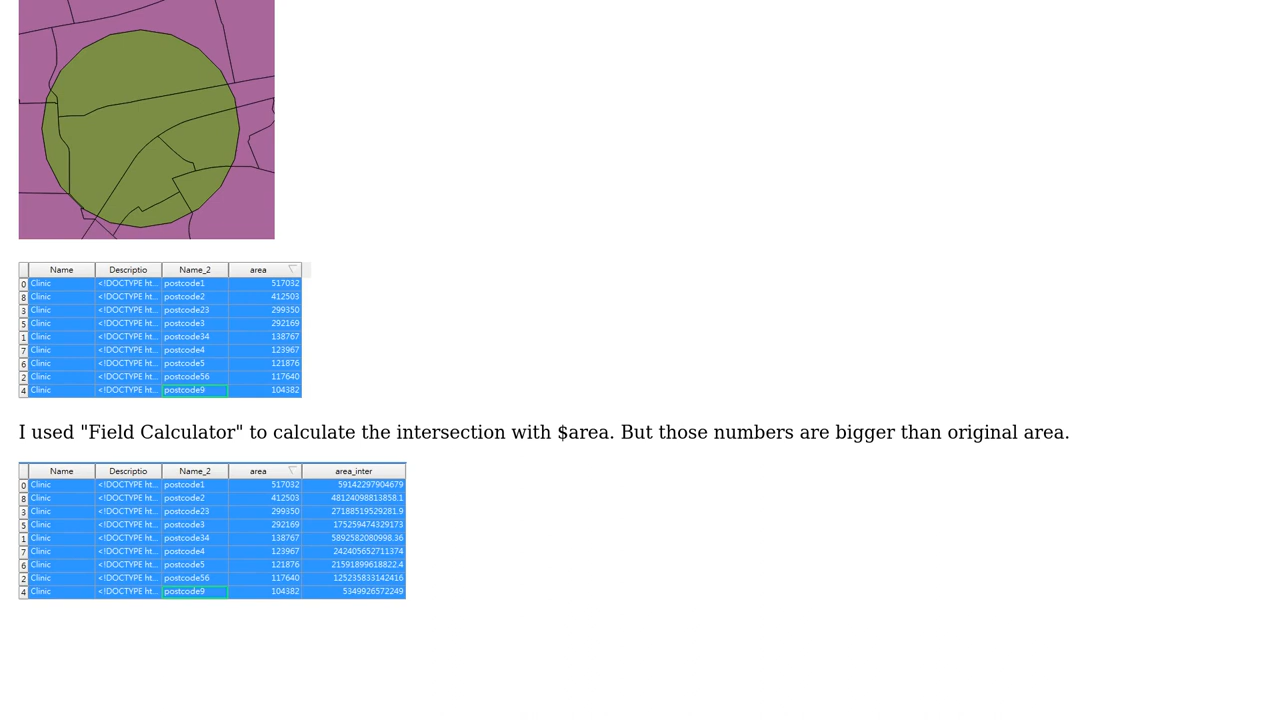 Name Descriptio Name_2 area
0 Clinic <!DOCTYPE ht... postcode1 517032
8 Clinic <!DOCTYPE ht... postcode2 412503
3 Clinic <!DOCTYPE ht... postcode23 299350
5 Clinic <!DOCTYPE ht... postcode3 292169
1 Clinic <!DOCTYPE ht... postcode34 138767
7 Clinic <!DOCTYPE ht... postcode4 123967
6 Clinic <!DOCTYPE ht... postcode5 121876
2 Clinic <!DOCTYPE ht... postcode56 117640
4 Clinic <!DOCTYPE ht... postcode9 104382
I used "Field Calculator" to calculate the intersection with $area. But those numbers are bigger than original area.
Name Descriptio Name_2 area area_inter
0 Clinic <!DOCTYPE ht... postcode1 517032 59142297904679
8 Clinic <!DOCTYPE ht... postcode2 412503 48124098813858.1
3 Clinic <!DOCTYPE ht... postcode23 299350 27188519529281.9
5 Clinic <!DOCTYPE ht... postcode3 292169 175259474329173
1 Clinic <!DOCTYPE ht... postcode34 138767 5892582080998.36
7 Clinic <!DOCTYPE ht... postcode4 123967 242405652711374
6 Clinic <!DOCTYPE ht... postcode5 121876 21591899618822.4
2 Clinic <!DOCTYPE ht... postcode56 117640 125235833142416
4 Clinic <!DOCTYPE ht... postcode9 104382 5349926572249